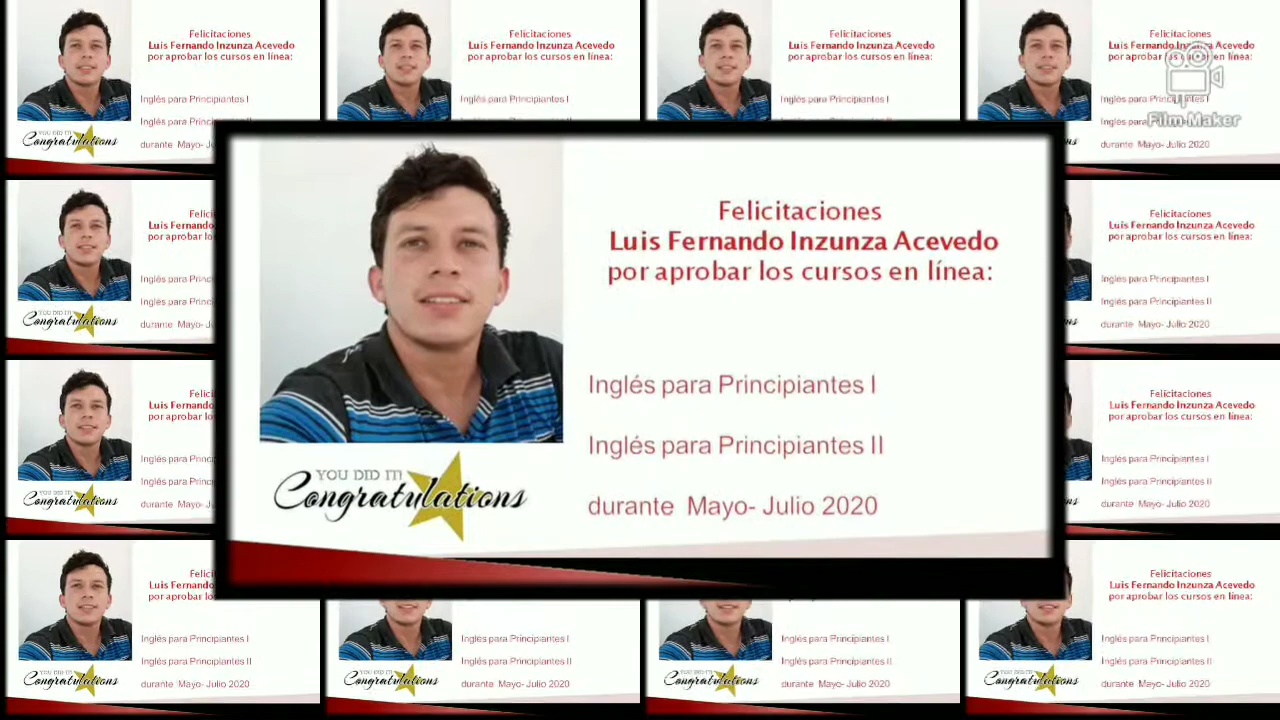 Felicitaciones
Luis Fernando Inzunza Acevedo
por aprobar los cursos en línea:
Inglés para Principiantes I
Inglés para Principiantes II
durante Mayo- Julio 2020
YOU DID IT!
Congratulations
Film Maker